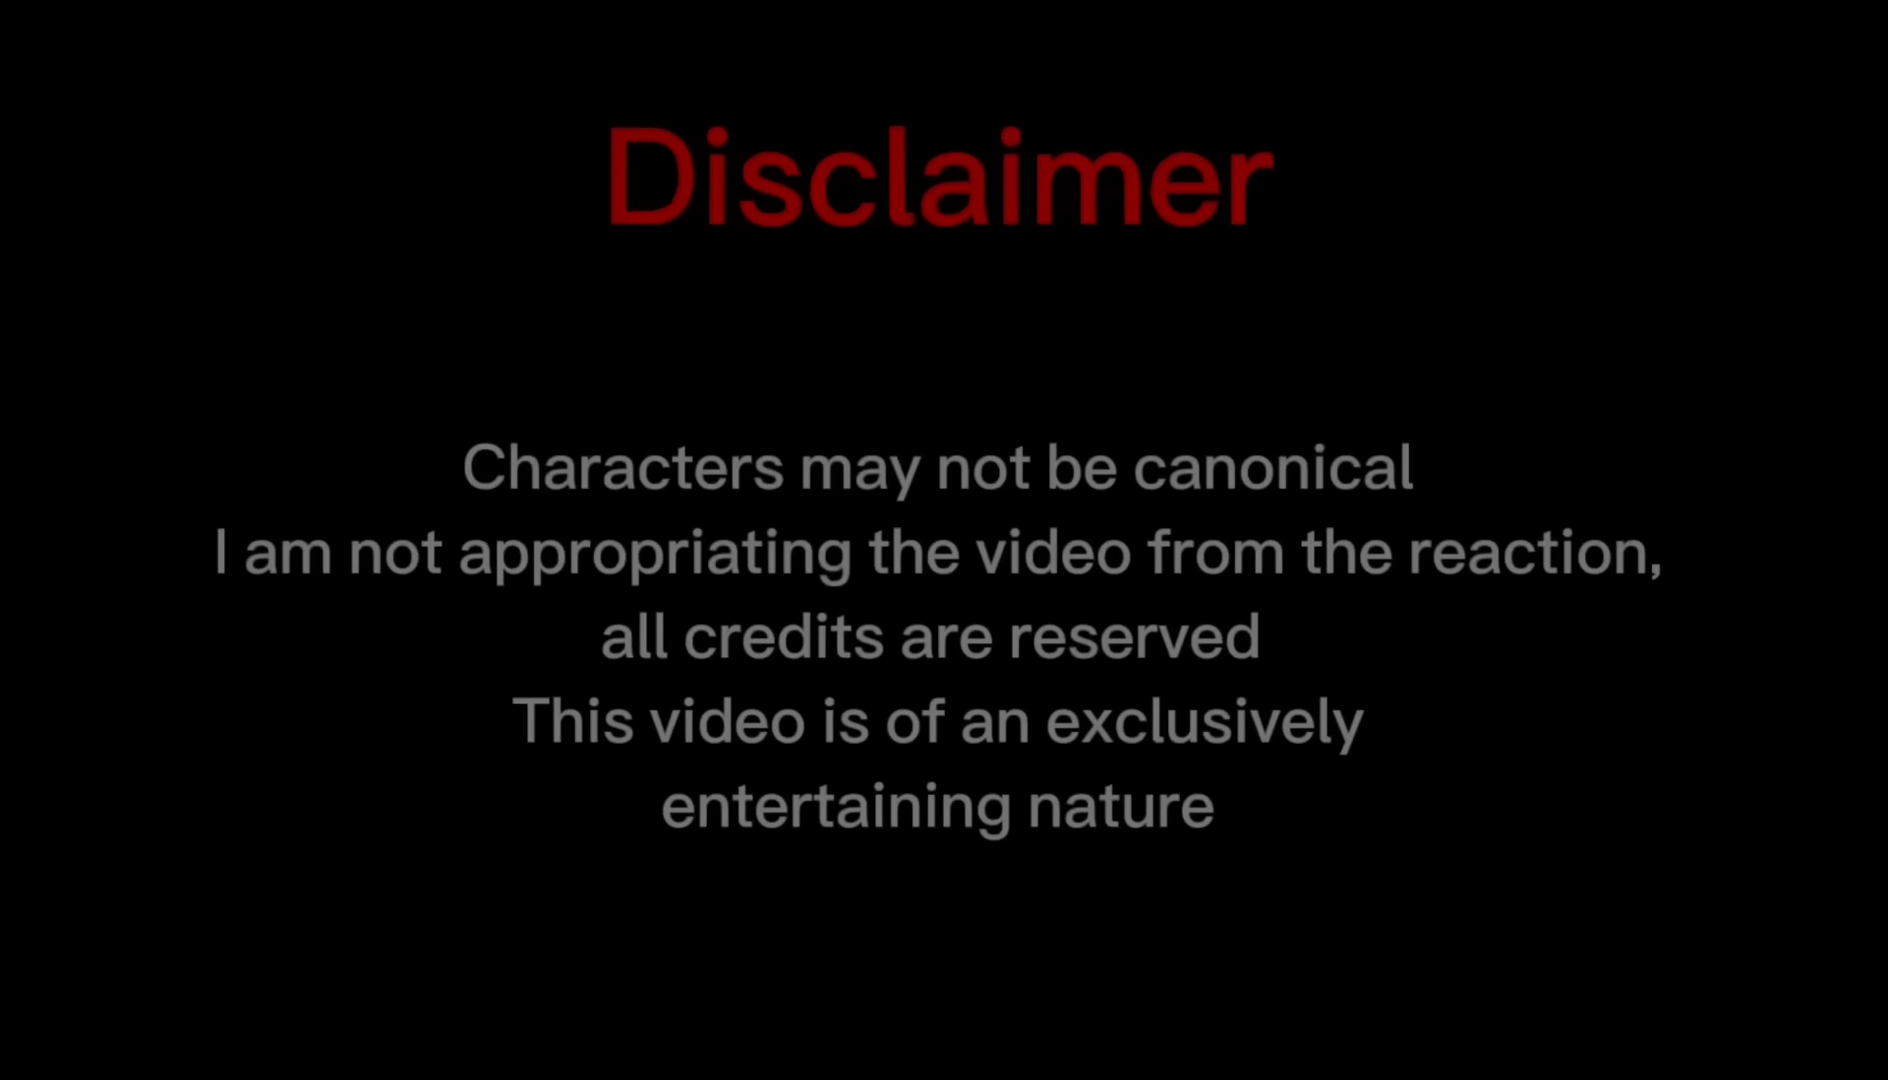 Disclaimer
Characters may not be canonical
I am not appropriating the video from the reaction,
all credits are reserved
This video is of an exclusively
entertaining nature